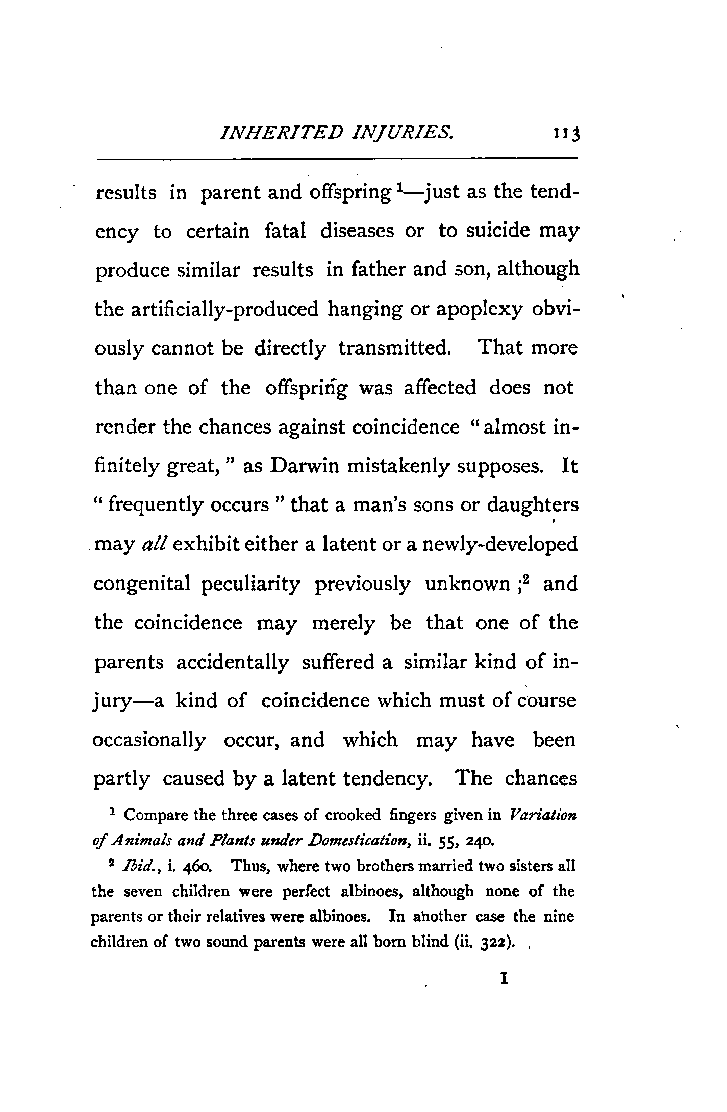 INHERITED INJURIES. 113
results in parent and offspring ¹—just as the tend-
ency to certain fatal diseases or to suicide may
produce similar results in father and son, although
the artificially-produced hanging or apoplexy obvi-
ously cannot be directly transmitted. That more
than one of the offspring was affected does not
render the chances against coincidence “almost in-
finitely great,” as Darwin mistakenly supposes. It
“frequently occurs” that a man’s sons or daughters
may all exhibit either a latent or a newly-developed
congenital peculiarity previously unknown ;² and
the coincidence may merely be that one of the
parents accidentally suffered a similar kind of in-
jury—a kind of coincidence which must of course
occasionally occur, and which may have been
partly caused by a latent tendency. The chances
¹ Compare the three cases of crooked fingers given in Variation
of Animals and Plants under Domestication, ii. 55, 240.
² Ibid., i. 460. Thus, where two brothers married two sisters all
the seven children were perfect albinoes, although none of the
parents or their relatives were albinoes. In another case the nine
children of two sound parents were all born blind (ii. 322).
I